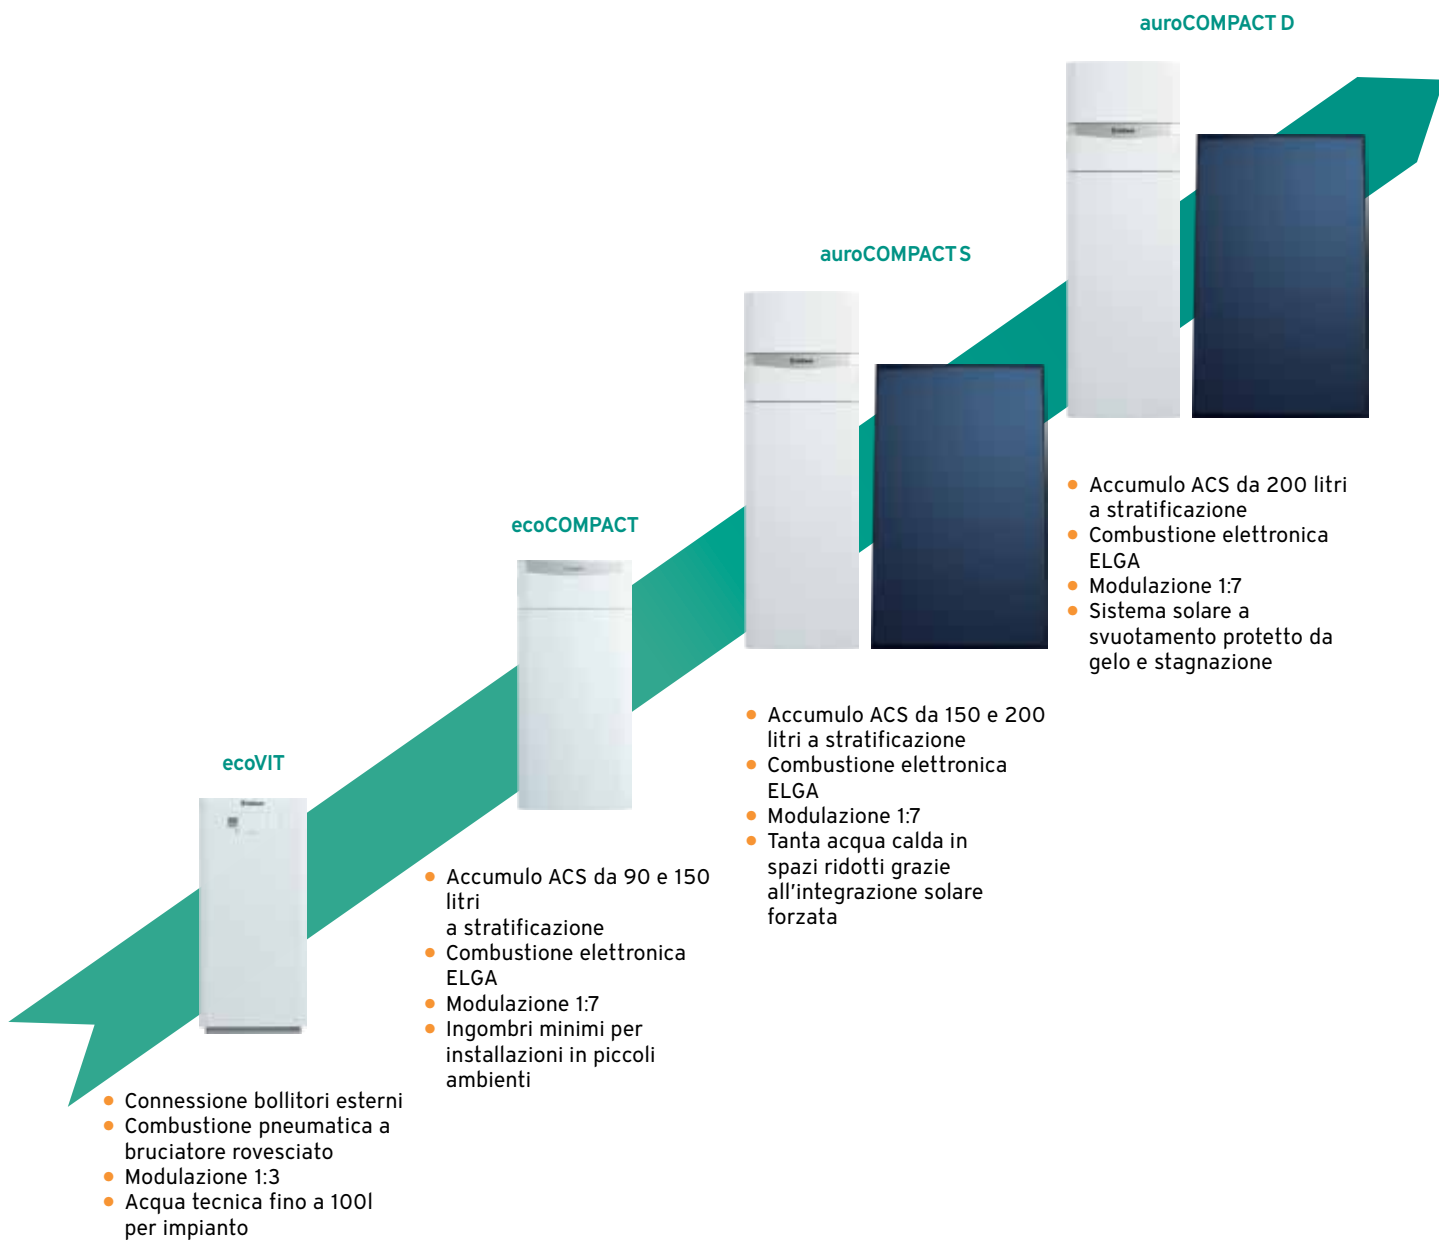 auroCOMPACT D
auroCOMPACT S
Accumulo ACS da 200 litri
a stratificazione
Combustione elettronica
ELGA
Modulazione 1:7
Sistema solare a
svuotamento protetto da
gelo e stagnazione
ecoCOMPACT
Accumulo ACS da 150 e 200
litri a stratificazione
Combustione elettronica
ELGA
Modulazione 1:7
Tanta acqua calda in
spazi ridotti grazie
all'integrazione solare
forzata
ecoVIT
Accumulo ACS da 90 e 150
litri
a stratificazione
Combustione elettronica
ELGA
Modulazione 1:7
Ingombri minimi per
installazioni in piccoli
ambienti
Connessione bollitori esterni
Combustione pneumatica a
bruciatore rovesciato
Modulazione 1:3
Acqua tecnica fino a 100l
per impianto